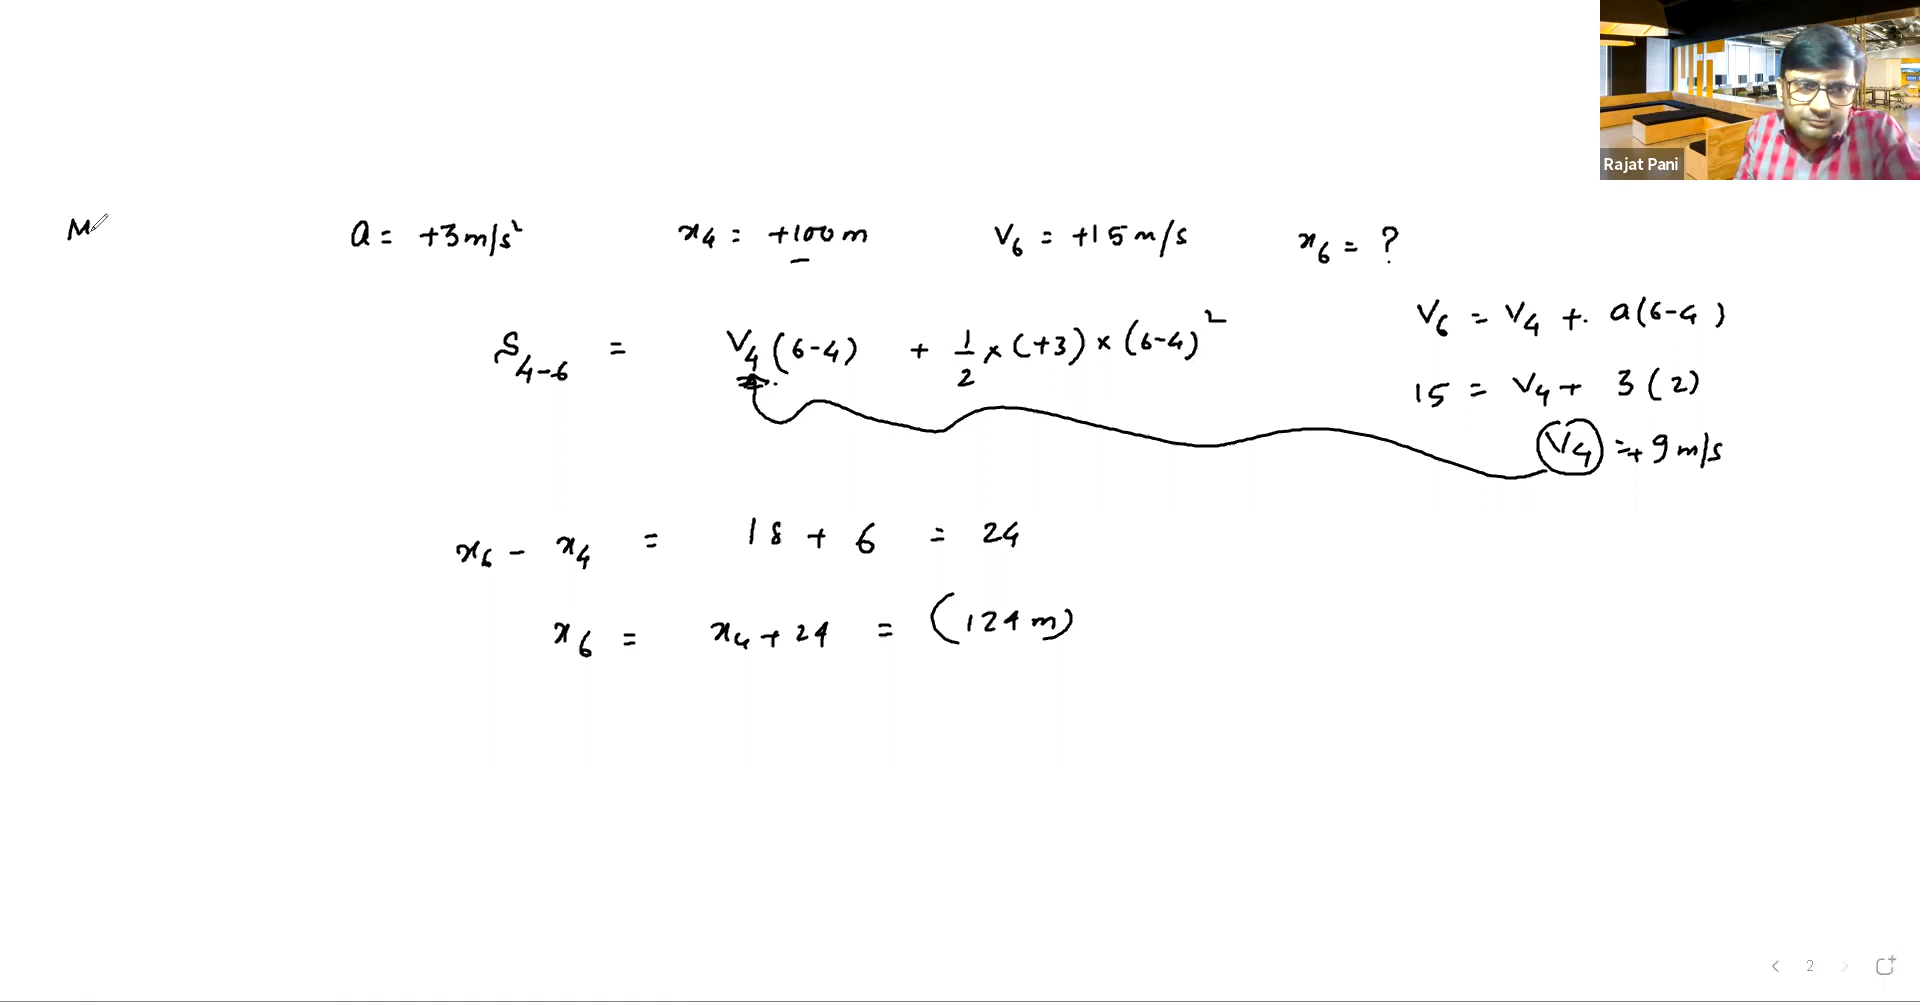 Rajat Pani
M
a = +3 m/s² x₄ = +100 m V₆ = +15 m/s x₆ = ?
V₆ = V₄ + a(6-4)
S₄₋₆ = V₄ (6-4) + 1/2 × (+3) × (6-4)²
15 = V₄ + 3(2)
V₄ = + 9 m/s
x₆ - x₄ = 18 + 6 = 24
x₆ = x₄ + 24 = (124 m)
2